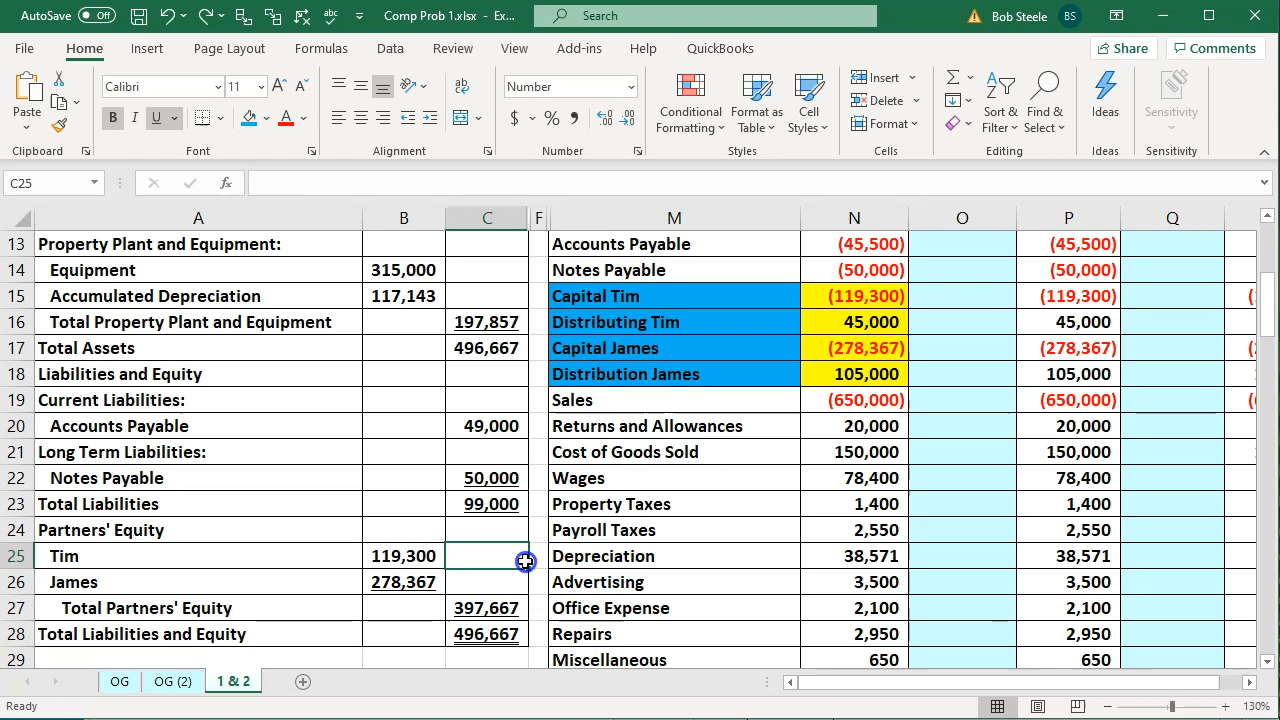 AutoSave Off Comp Prob 1.xlsx - Ex... Search Bob Steele BS
File Home Insert Page Layout Formulas Data Review View Add-ins Help QuickBooks Share Comments
Paste Calibri 11 Number Conditional Formatting Format as Table Cell Styles Insert Delete Format Sort & Filter Find & Select Ideas Sensitivity
Clipboard Font Alignment Number Styles Cells Editing Ideas Sensitivity
C25 fx
A B C F M N O P Q
13 Property Plant and Equipment: Accounts Payable (45,500) (45,500)
14 Equipment 315,000 Notes Payable (50,000) (50,000)
15 Accumulated Depreciation 117,143 Capital Tim (119,300) (119,300)
16 Total Property Plant and Equipment 197,857 Distributing Tim 45,000 45,000
17 Total Assets 496,667 Capital James (278,367) (278,367)
18 Liabilities and Equity Distribution James 105,000 105,000
19 Current Liabilities: Sales (650,000) (650,000)
20 Accounts Payable 49,000 Returns and Allowances 20,000 20,000
21 Long Term Liabilities: Cost of Goods Sold 150,000 150,000
22 Notes Payable 50,000 Wages 78,400 78,400
23 Total Liabilities 99,000 Property Taxes 1,400 1,400
24 Partners' Equity Payroll Taxes 2,550 2,550
25 Tim 119,300 Depreciation 38,571 38,571
26 James 278,367 Advertising 3,500 3,500
27 Total Partners' Equity 397,667 Office Expense 2,100 2,100
28 Total Liabilities and Equity 496,667 Repairs 2,950 2,950
29 Miscellaneous 650 650
OG OG (2) 1 & 2
Ready 130%